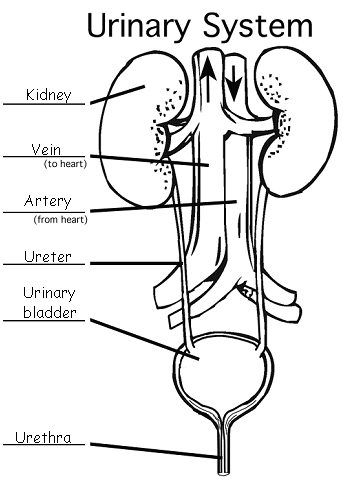 Urinary System
Kidney
Vein
(to heart)
Artery
(from heart)
Ureter
Urinary
bladder
Urethra